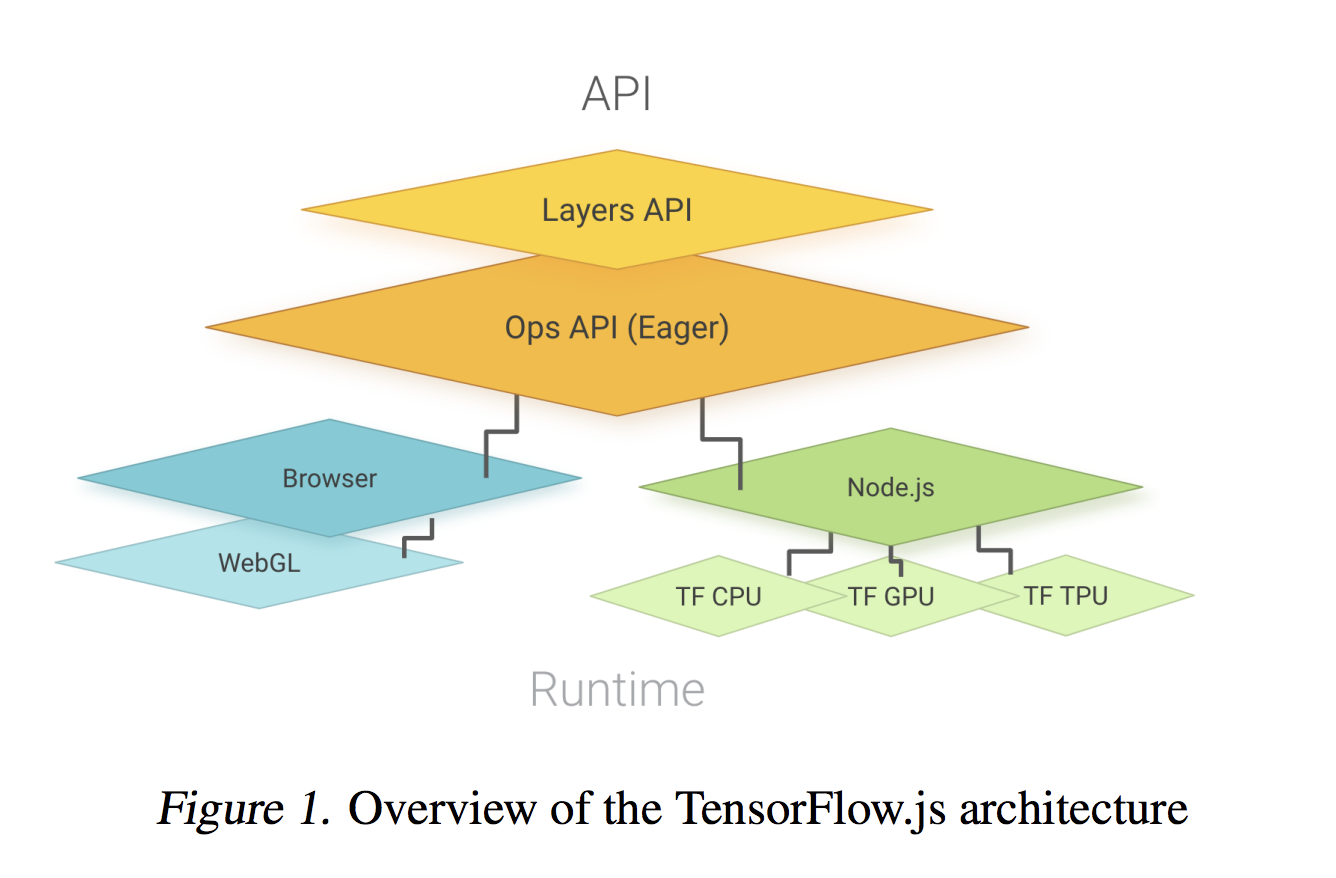 API
Layers API
Ops API (Eager)
Browser
Node.js
WebGL
TF CPU
TF GPU
TF TPU
Runtime
Figure 1. Overview of the TensorFlow.js architecture